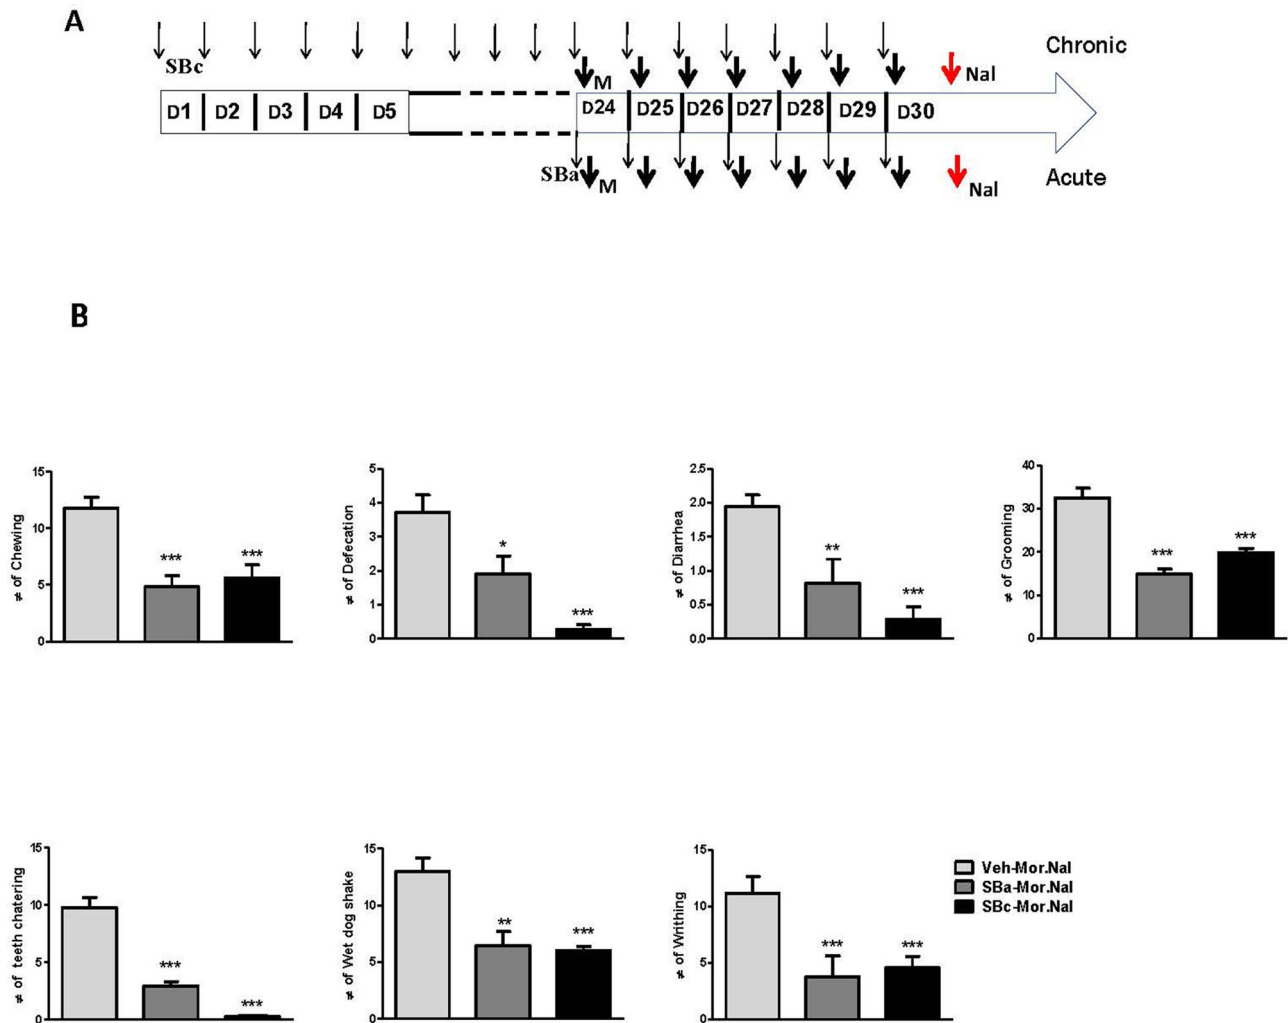 A
SBc
M
Nal
Chronic
D1 D2 D3 D4 D5 D24 D25 D26 D27 D28 D29 D30
SBa
M
Nal
Acute
B
≠ of Chewing
15
10
5
0
***
***
≠ of Defecation
5
4
3
2
1
0
*
***
≠ of Diarrhea
2.5
2.0
1.5
1.0
0.5
0.0
**
***
≠ of Grooming
40
30
20
10
0
***
***
≠ of teeth chatering
15
10
5
0
***
***
≠ of Wet dog shake
15
10
5
0
**
***
≠ of Writhing
15
10
5
0
***
***
Veh-Mor.Nal
SBa-Mor.Nal
SBc-Mor.Nal